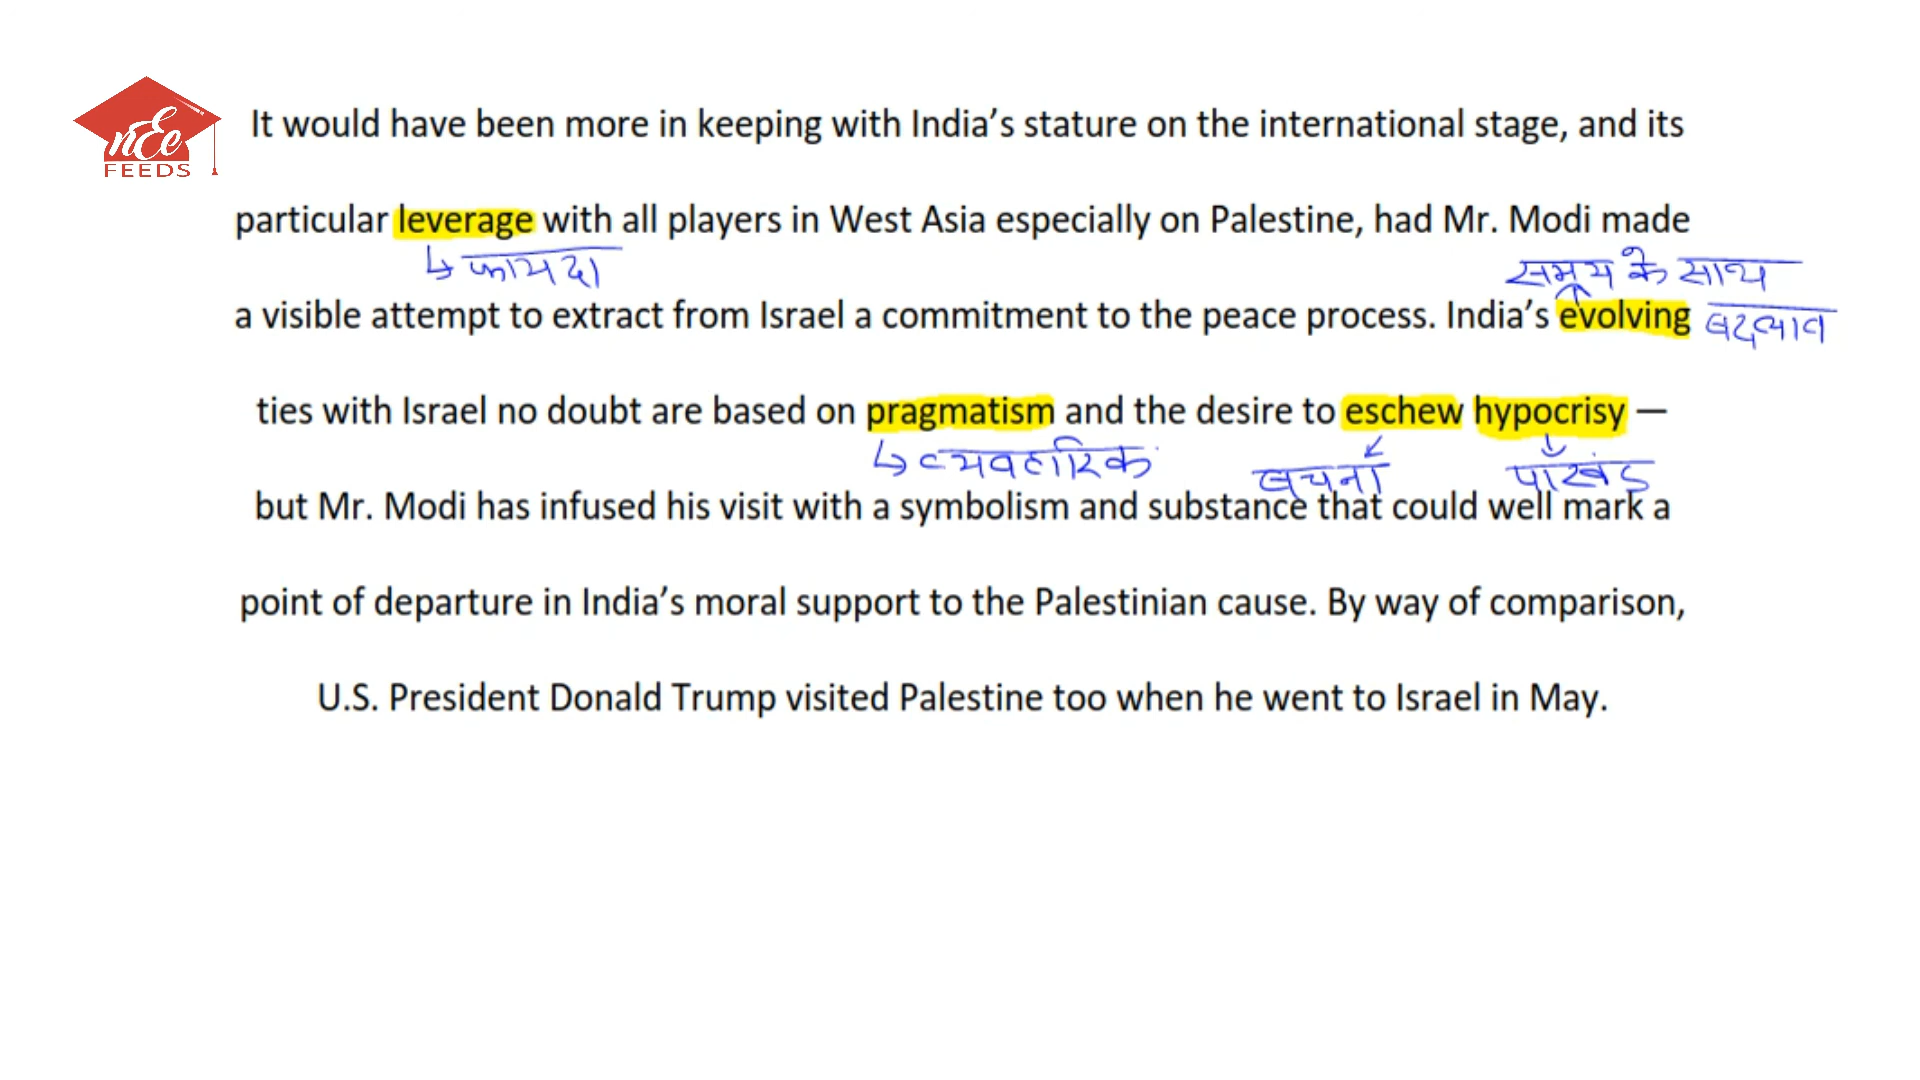 nEe
FEEDS
It would have been more in keeping with India’s stature on the international stage, and its
particular leverage with all players in West Asia especially on Palestine, had Mr. Modi made
↳ फायदा
समय के साथ
a visible attempt to extract from Israel a commitment to the peace process. India’s evolving बदलाव
ties with Israel no doubt are based on pragmatism and the desire to eschew hypocrisy —
↳ व्यवहारिक बचना पाखंड
but Mr. Modi has infused his visit with a symbolism and substance that could well mark a
point of departure in India’s moral support to the Palestinian cause. By way of comparison,
U.S. President Donald Trump visited Palestine too when he went to Israel in May.